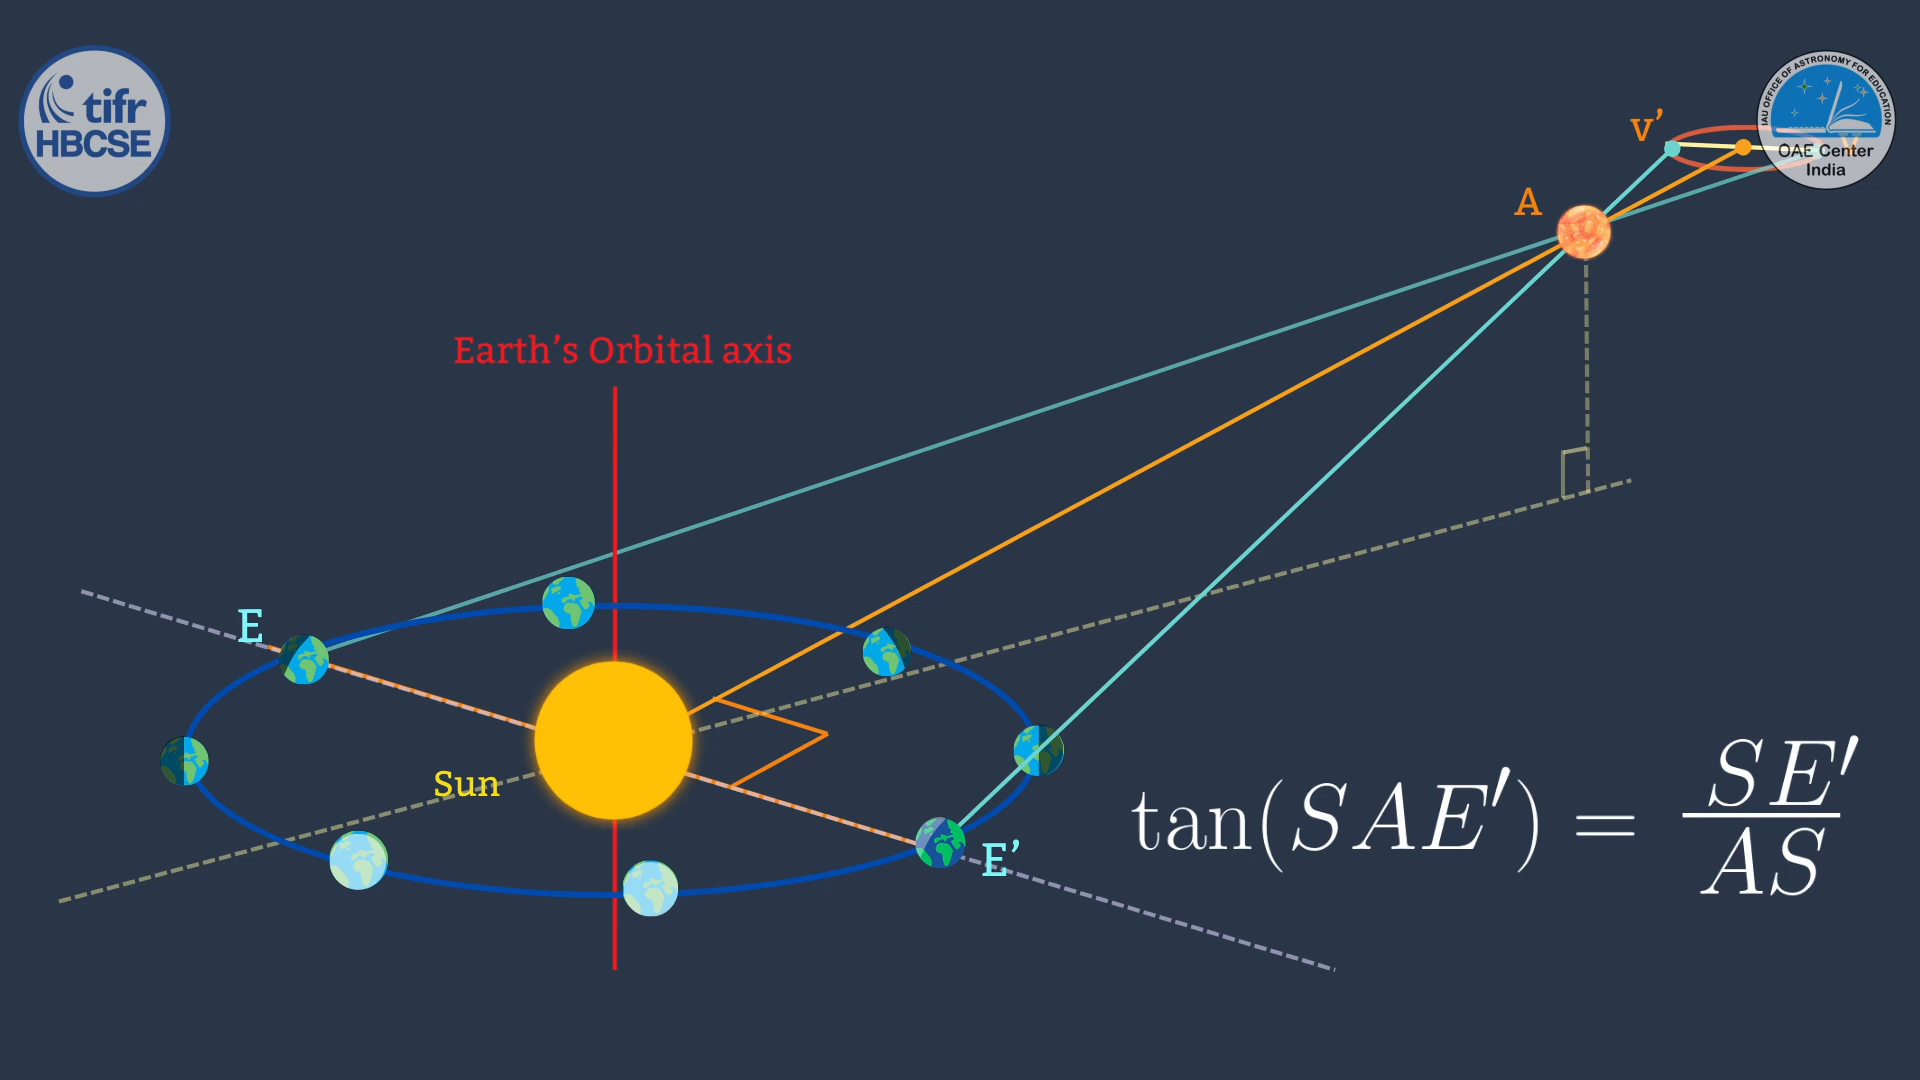 tifr
HBCSE
IAU OFFICE OF ASTRONOMY FOR EDUCATION
OAE Center
India
V’
A
Earth’s Orbital axis
E
Sun
E’
tan(SAE′) = SE′
AS